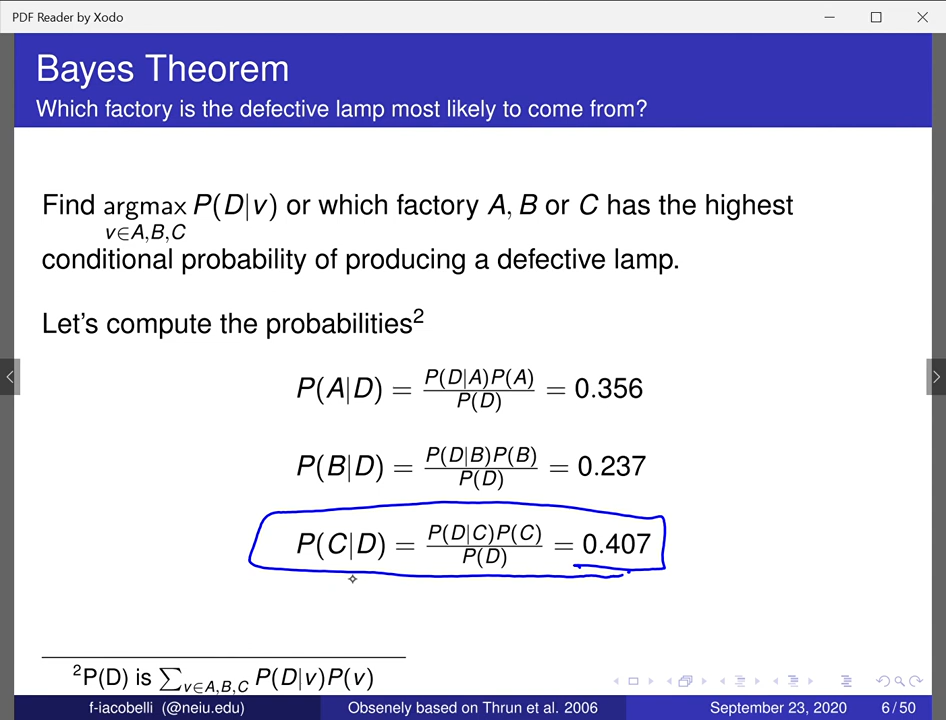 PDF Reader by Xodo
Bayes Theorem
Which factory is the defective lamp most likely to come from?
Find argmax P(D|v) or which factory A, B or C has the highest
v∈A,B,C
conditional probability of producing a defective lamp.
Let's compute the probabilities²
P(A|D) = P(D|A)P(A)/P(D) = 0.356
P(B|D) = P(D|B)P(B)/P(D) = 0.237
P(C|D) = P(D|C)P(C)/P(D) = 0.407
²P(D) is ∑v∈A,B,C P(D|v)P(v)
f-iacobelli (@neiu.edu) Obsenely based on Thrun et al. 2006 September 23, 2020 6 / 50